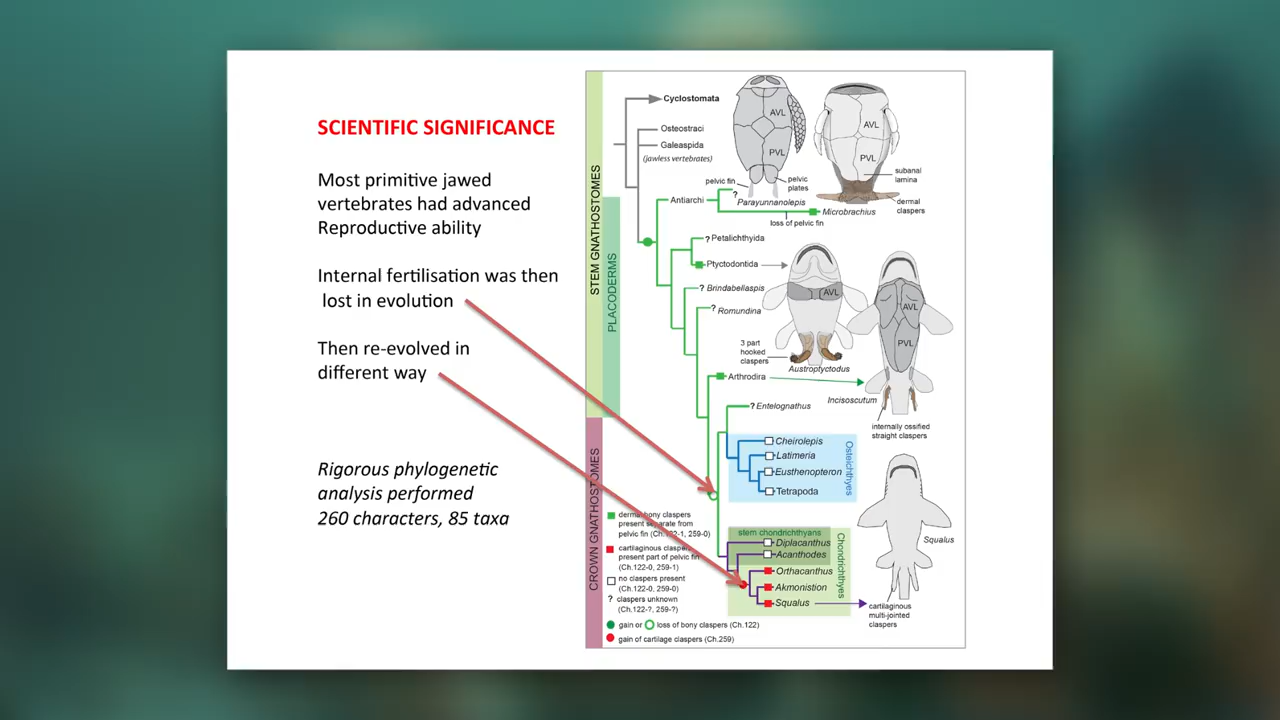 SCIENTIFIC SIGNIFICANCE
Most primitive jawed
vertebrates had advanced
Reproductive ability
Internal fertilisation was then
lost in evolution
Then re-evolved in
different way
Rigorous phylogenetic
analysis performed
260 characters, 85 taxa
STEM GNATHOSTOMES
PLACODERMS
CROWN GNATHOSTOMES
Cyclostomata
Osteostraci
Galeaspida
(jawless vertebrates)
AVL
PVL
pelvic fin
pelvic
plates
?
Parayunnanolepis
AVL
PVL
subanal
lamina
dermal
claspers
Antiarchi
Microbrachius
loss of pelvic fin
? Petalichthyida
Ptyctodontida
? Brindabellaspis
? Romundina
AVL
3 part
hooked
claspers
Austroptyctodus
AVL
PVL
Arthrodira
Incisoscutum
internally ossified
straight claspers
? Entelognathus
Cheirolepis
Latimeria
Eusthenopteron
Tetrapoda
Osteichthyes
stem chondrichthyans
Diplacanthus
Acanthodes
Orthacanthus
Akmonistion
Squalus
Chondrichthyes
Squalus
cartilaginous
multi-jointed
claspers
dermal bony claspers
present separate from
pelvic fin (Ch.122-1, 259-0)
cartilaginous claspers
present part of pelvic fin
(Ch.122-0, 259-1)
no claspers present
(Ch.122-0, 259-0)
? claspers unknown
(Ch.122-?, 259-?)
gain or loss of bony claspers (Ch.122)
gain of cartilage claspers (Ch.259)